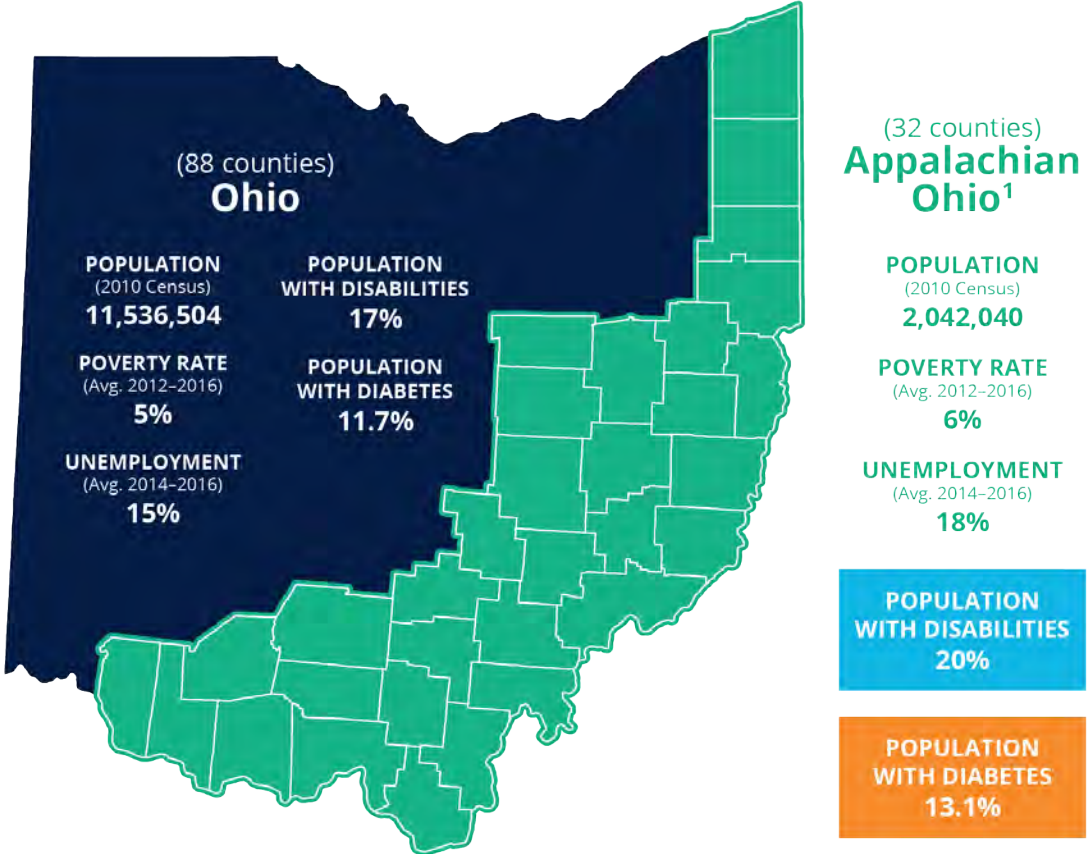 (88 counties)
Ohio
POPULATION
(2010 Census)
11,536,504
POVERTY RATE
(Avg. 2012–2016)
5%
UNEMPLOYMENT
(Avg. 2014–2016)
15%
POPULATION
WITH DISABILITIES
17%
POPULATION
WITH DIABETES
11.7%
(32 counties)
Appalachian
Ohio¹
POPULATION
(2010 Census)
2,042,040
POVERTY RATE
(Avg. 2012–2016)
6%
UNEMPLOYMENT
(Avg. 2014–2016)
18%
POPULATION
WITH DISABILITIES
20%
POPULATION
WITH DIABETES
13.1%